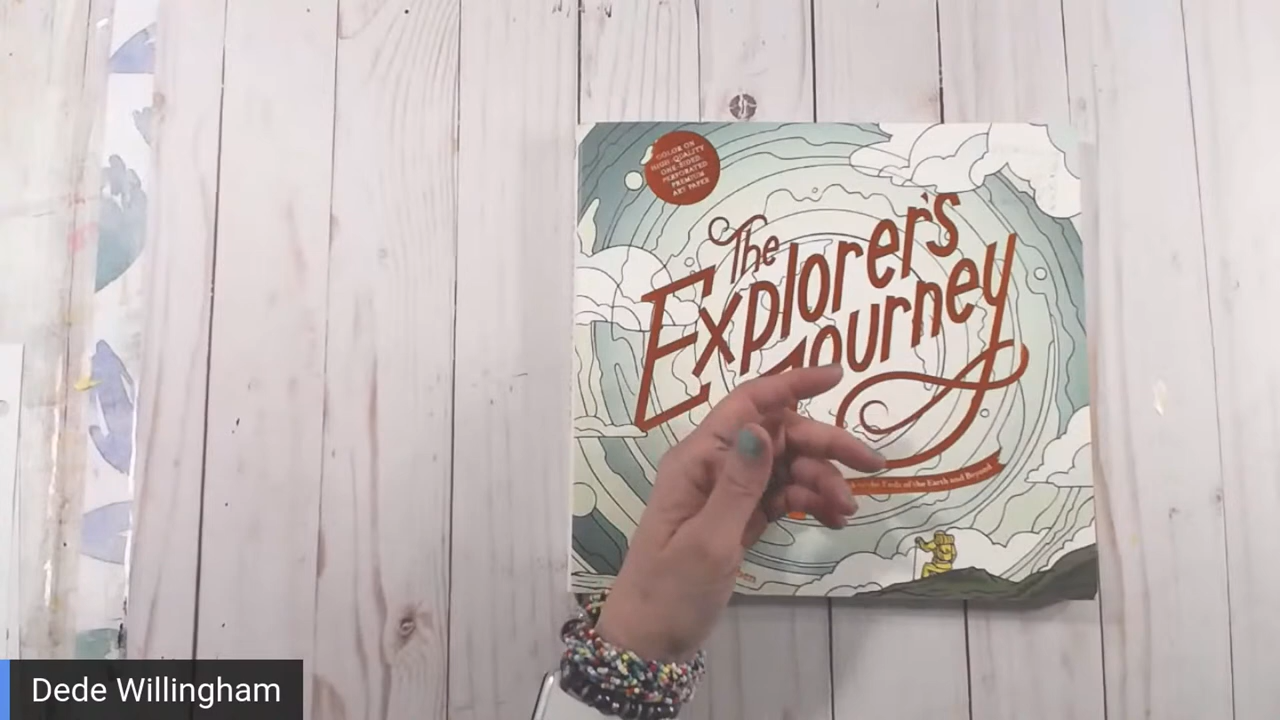 COLOR ON
HIGH-QUALITY
ONE-SIDED,
PERFORATED
PREMIUM
ART PAPER
The
Explorer's
Journey
the Ends of the Earth and Beyond
Dede Willingham